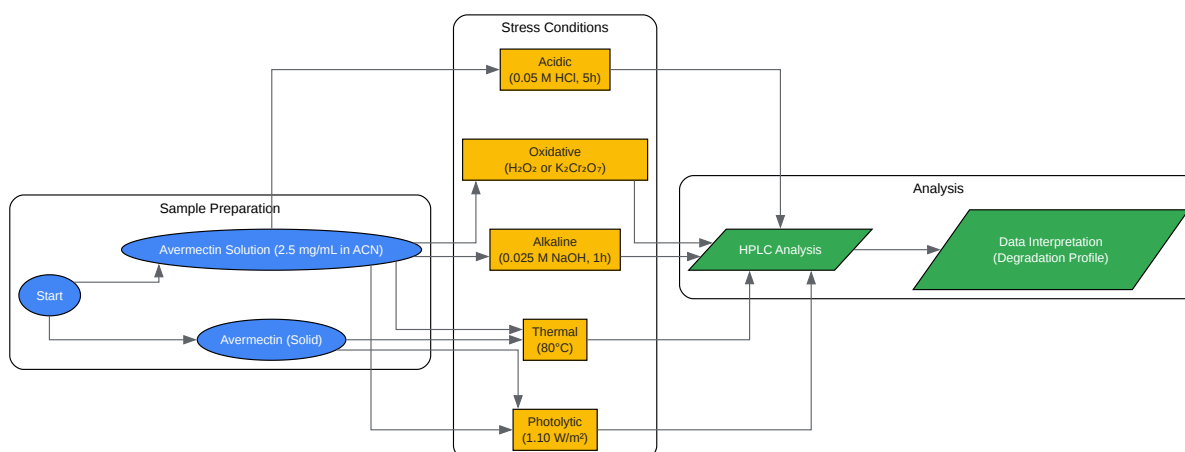 Stress Conditions
Acidic
(0.05 M HCl, 5h)
Oxidative
(H₂O₂ or K₂Cr₂O₇)
Analysis
Sample Preparation
Avermectin Solution (2.5 mg/mL in ACN)
Alkaline
(0.025 M NaOH, 1h)
HPLC Analysis
Data Interpretation
(Degradation Profile)
Start
Avermectin (Solid)
Thermal
(80°C)
Photolytic
(1.10 W/m²)